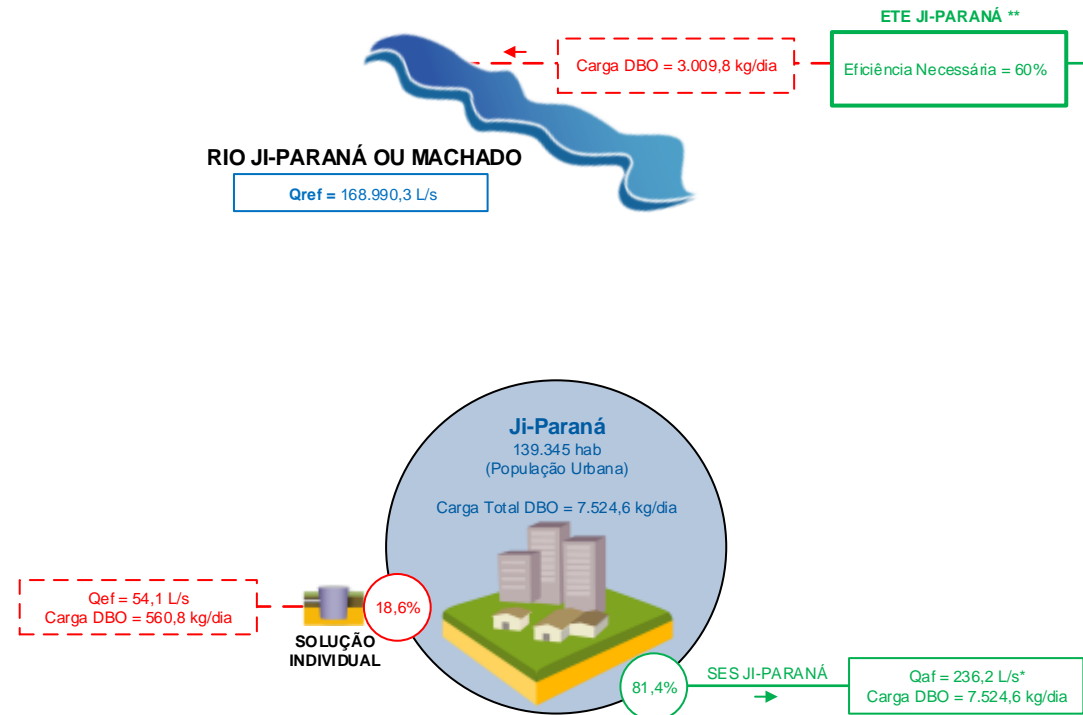 ETE JI-PARANÁ **
Carga DBO = 3.009,8 kg/dia
Eficiência Necessária = 60%
RIO JI-PARANÁ OU MACHADO
Qref = 168.990,3 L/s
Ji-Paraná
139.345 hab
(População Urbana)
Carga Total DBO = 7.524,6 kg/dia
Qef = 54,1 L/s
Carga DBO = 560,8 kg/dia
18,6%
SOLUÇÃO
INDIVIDUAL
81,4%
SES JI-PARANÁ
Qaf = 236,2 L/s*
Carga DBO = 7.524,6 kg/dia